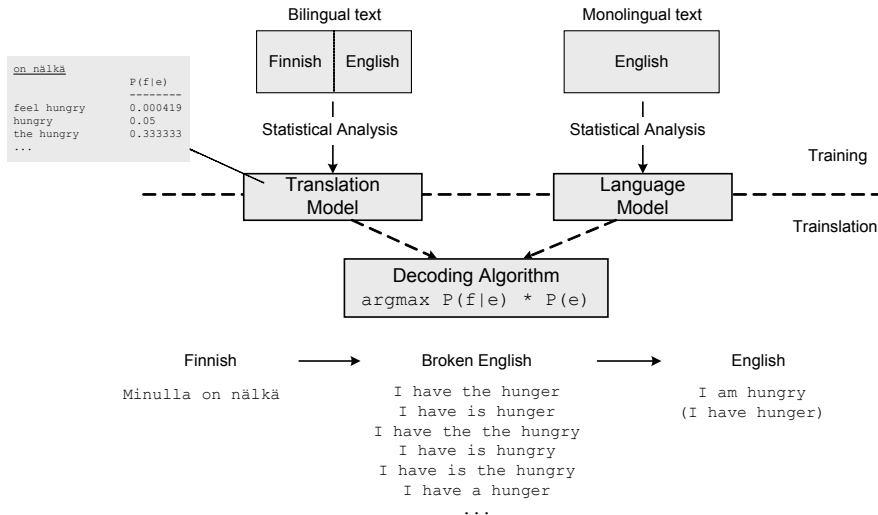 Bilingual text
Monolingual text
Finnish
English
English
on nälkä
P(f|e)
--------
feel hungry 0.000419
hungry 0.05
the hungry 0.333333
...
Statistical Analysis
Statistical Analysis
Training
Translation
Model
Language
Model
Trainslation
Decoding Algorithm
argmax P(f|e) * P(e)
Finnish
Broken English
English
Minulla on nälkä
I have the hunger
I have is hunger
I have the the hungry
I have is hungry
I have is the hungry
I have a hunger
...
I am hungry
(I have hunger)